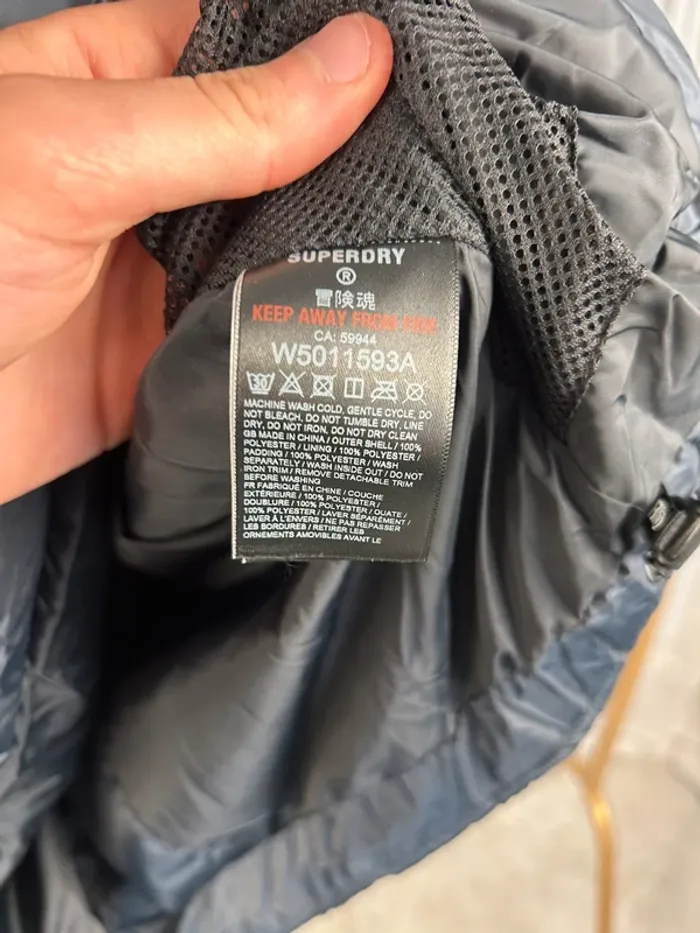 SUPERDRY
®
冒険魂
KEEP AWAY FROM FIRE
CA: 59944
W5011593A
30
MACHINE WASH COLD, GENTLE CYCLE, DO
NOT BLEACH, DO NOT TUMBLE DRY, LINE
DRY, DO NOT IRON, DO NOT DRY CLEAN
GB MADE IN CHINA / OUTER SHELL / 100%
POLYESTER / LINING / 100% POLYESTER /
PADDING / 100% POLYESTER / WASH
SEPARATELY / WASH INSIDE OUT / DO NOT
IRON TRIM / REMOVE DETACHABLE TRIM
BEFORE WASHING
FR FABRIQUÉ EN CHINE / COUCHE
EXTÉRIEURE / 100% POLYESTER /
DOUBLURE / 100% POLYESTER / OUATE /
100% POLYESTER / LAVER SÉPARÉMENT /
LAVER À L'ENVERS / NE PAS REPASSER
LES BORDURES / RETIRER LES
ORNEMENTS AMOVIBLES AVANT LE